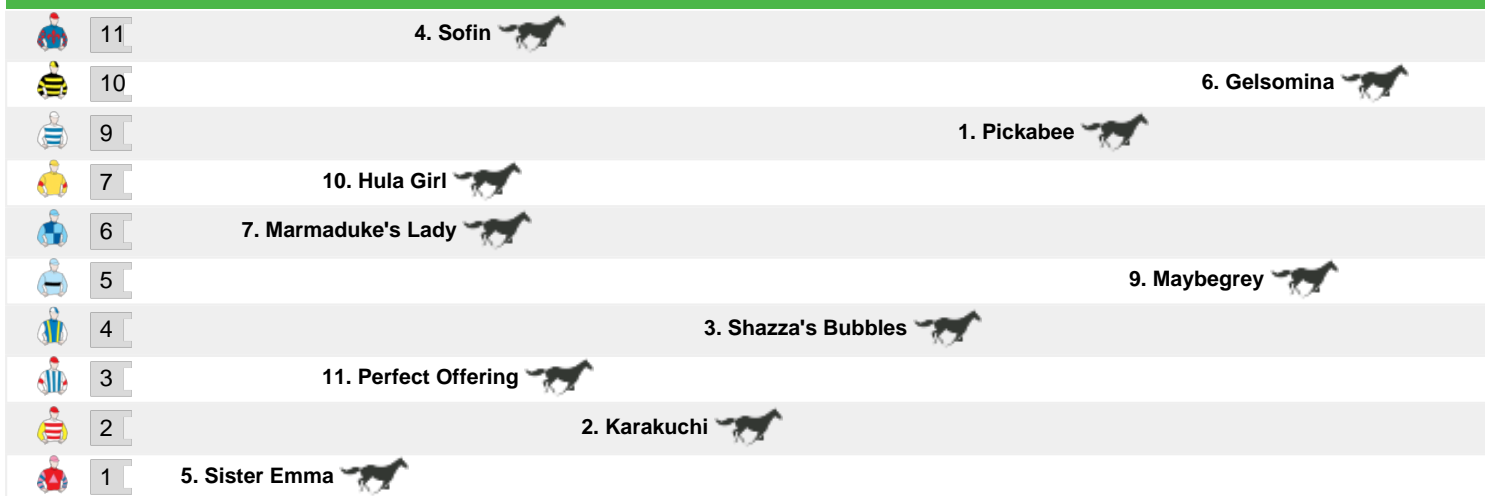 11 4. Sofin
10 6. Gelsomina
9 1. Pickabee
7 10. Hula Girl
6 7. Marmaduke's Lady
5 9. Maybegrey
4 3. Shazza's Bubbles
3 11. Perfect Offering
2 2. Karakuchi
1 5. Sister Emma